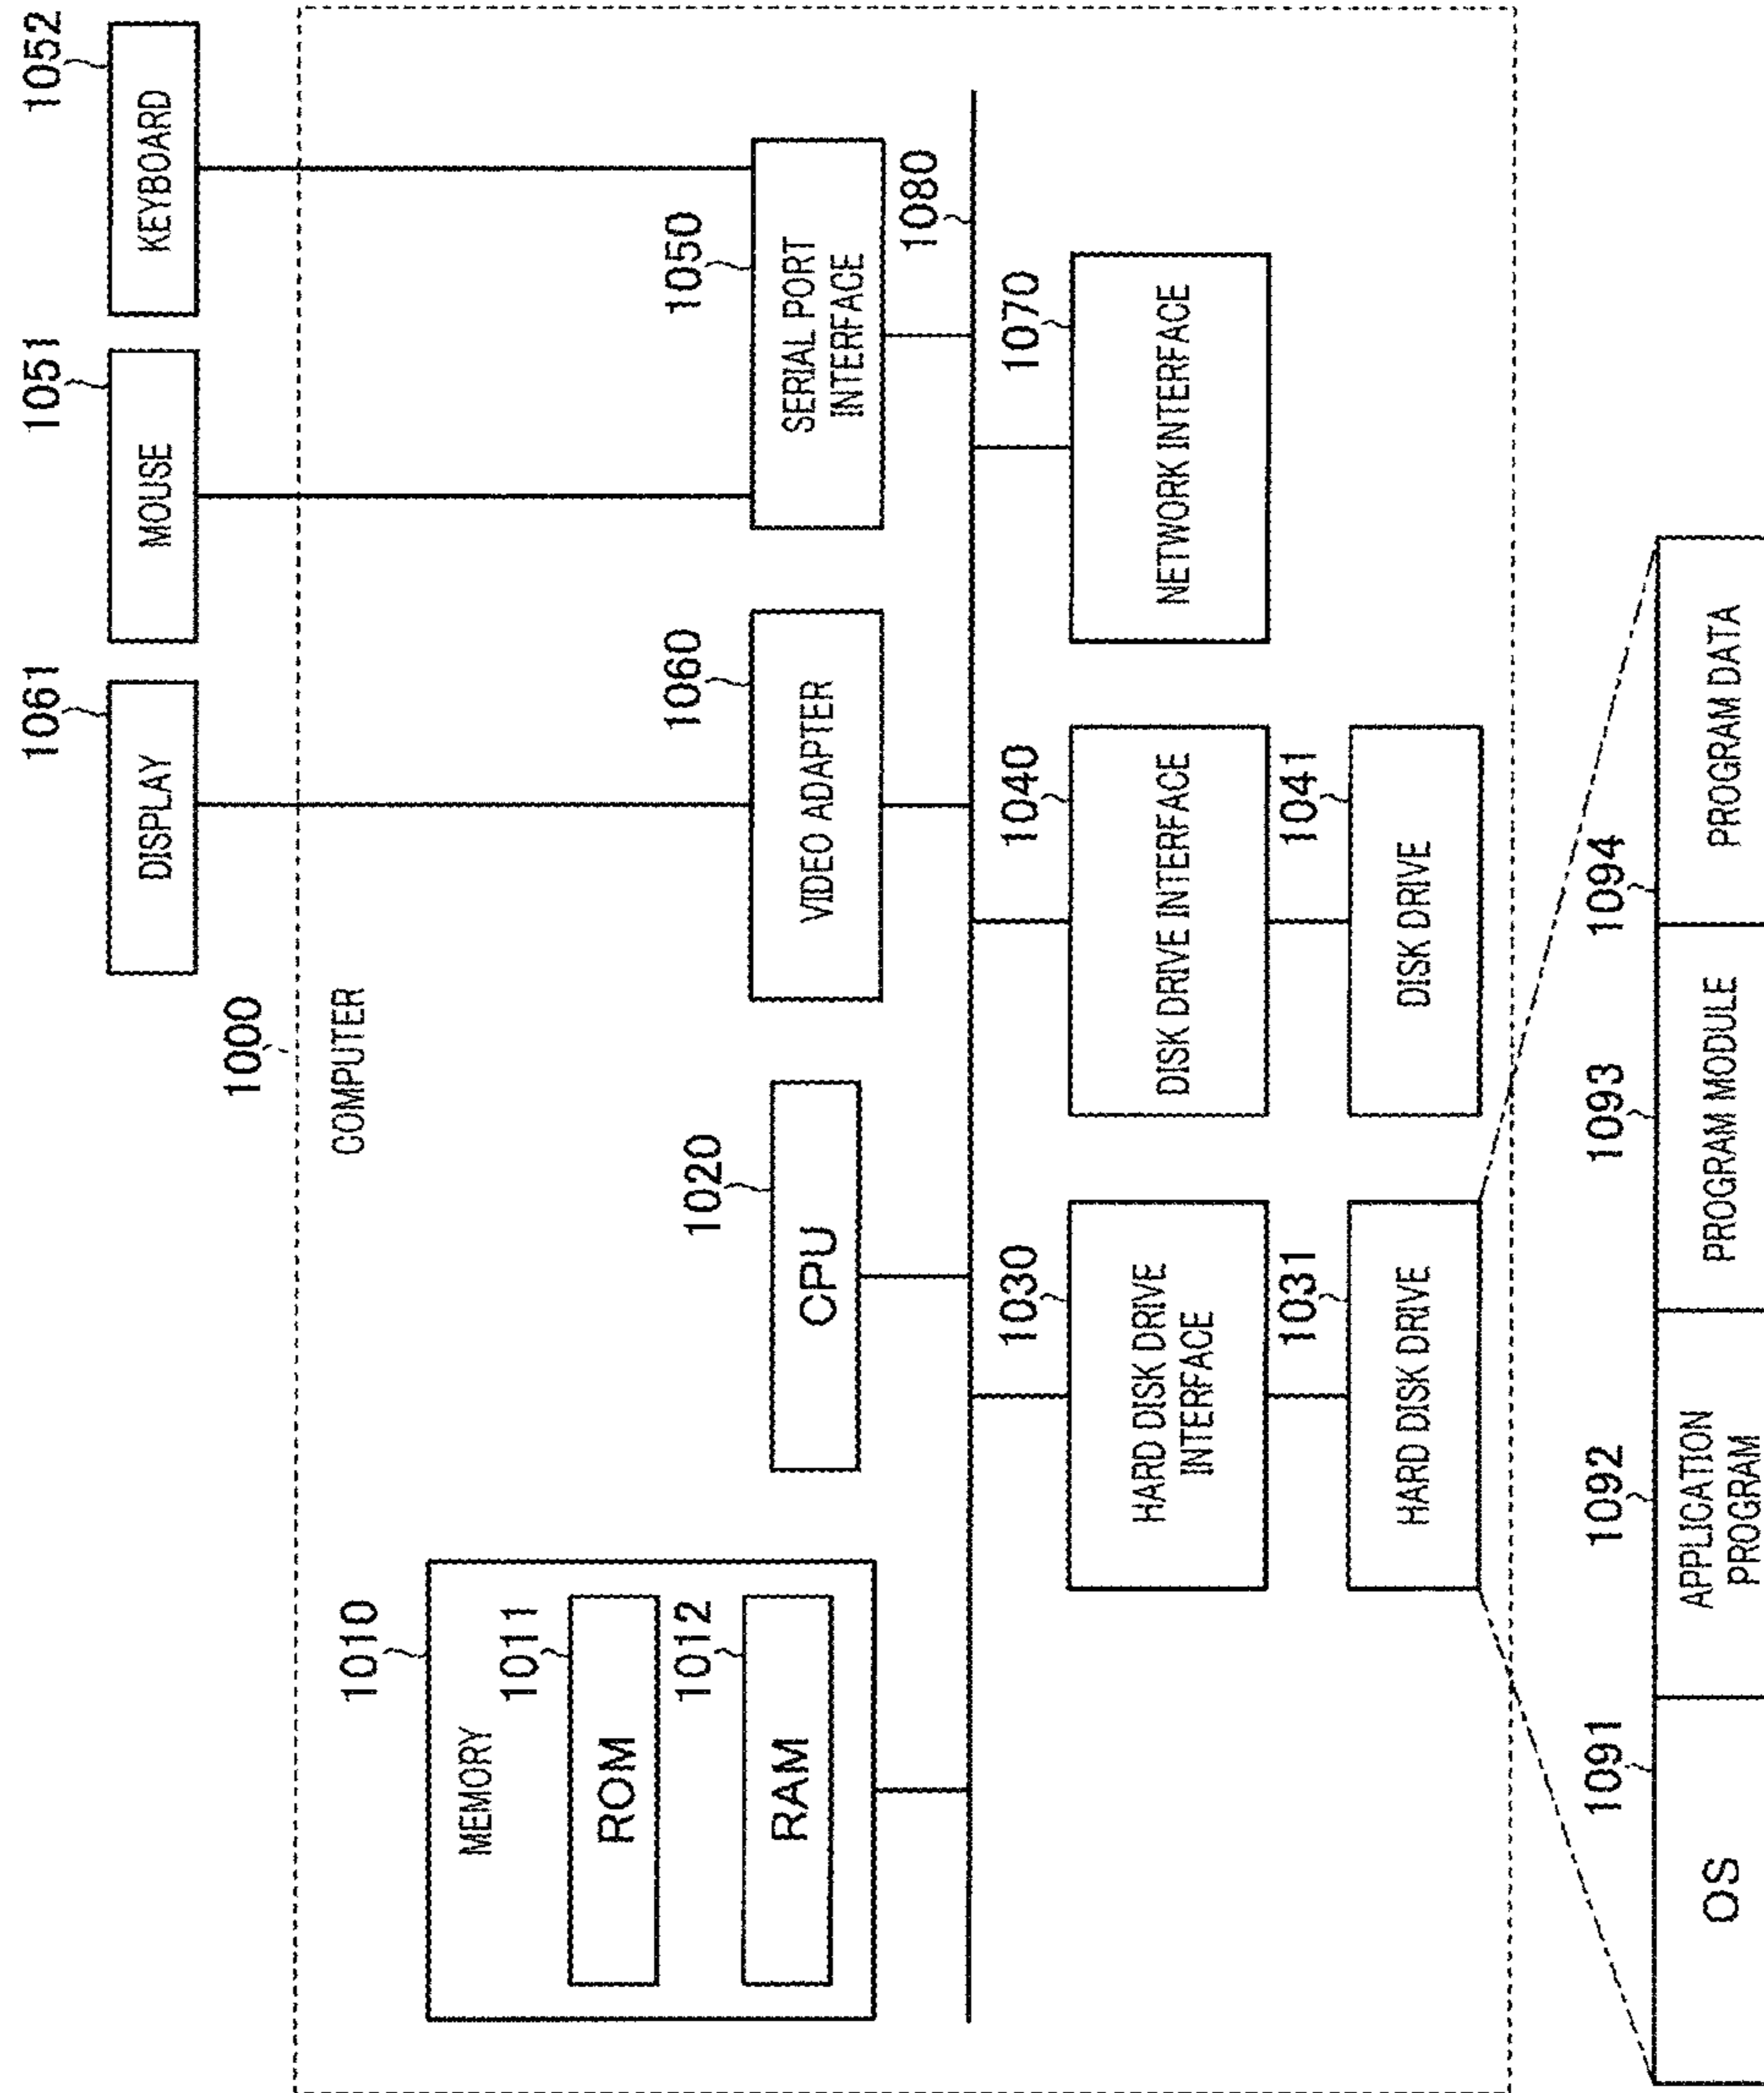 1000
COMPUTER
1010
MEMORY
1011
ROM
1012
RAM
1020
CPU
1061
DISPLAY
1051
MOUSE
1052
KEYBOARD
1060
VIDEO ADAPTER
1050
SERIAL PORT
INTERFACE
1080
1030
HARD DISK DRIVE
INTERFACE
1031
HARD DISK DRIVE
1040
DISK DRIVE INTERFACE
1041
DISK DRIVE
1070
NETWORK INTERFACE
1091
OS
1092
APPLICATION
PROGRAM
1093
PROGRAM MODULE
1094
PROGRAM DATA